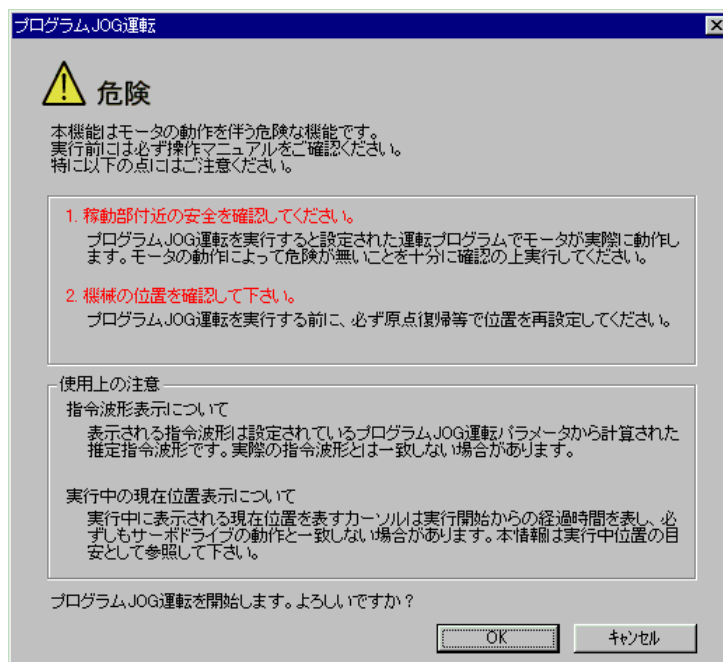 プログラムJOG運転
危険
本機能はモータの動作を伴う危険な機能です。
実行前には必ず操作マニュアルをご確認ください。
特に以下の点にはご注意ください。
1. 稼動部付近の安全を確認してください。
プログラムJOG運転を実行すると設定された運転プログラムでモータが実際に動作し
ます。モータの動作によって危険が無いことを十分に確認の上実行してください。
2. 機械の位置を確認して下さい。
プログラムJOG運転を実行する前に、必ず原点復帰等で位置を再設定してください。
使用上の注意
指令波形表示について
表示される指令波形は設定されているプログラムJOG運転パラメータから計算された
推定指令波形です。実際の指令波形とは一致しない場合があります。
実行中の現在位置表示について
実行中に表示される現在位置を表すカーソルは実行開始からの経過時間を表し、必
ずしもサーボドライブの動作と一致しない場合があります。本情報は実行中位置の目
安として参照して下さい。
プログラムJOG運転を開始します。よろしいですか？
OK
キャンセル